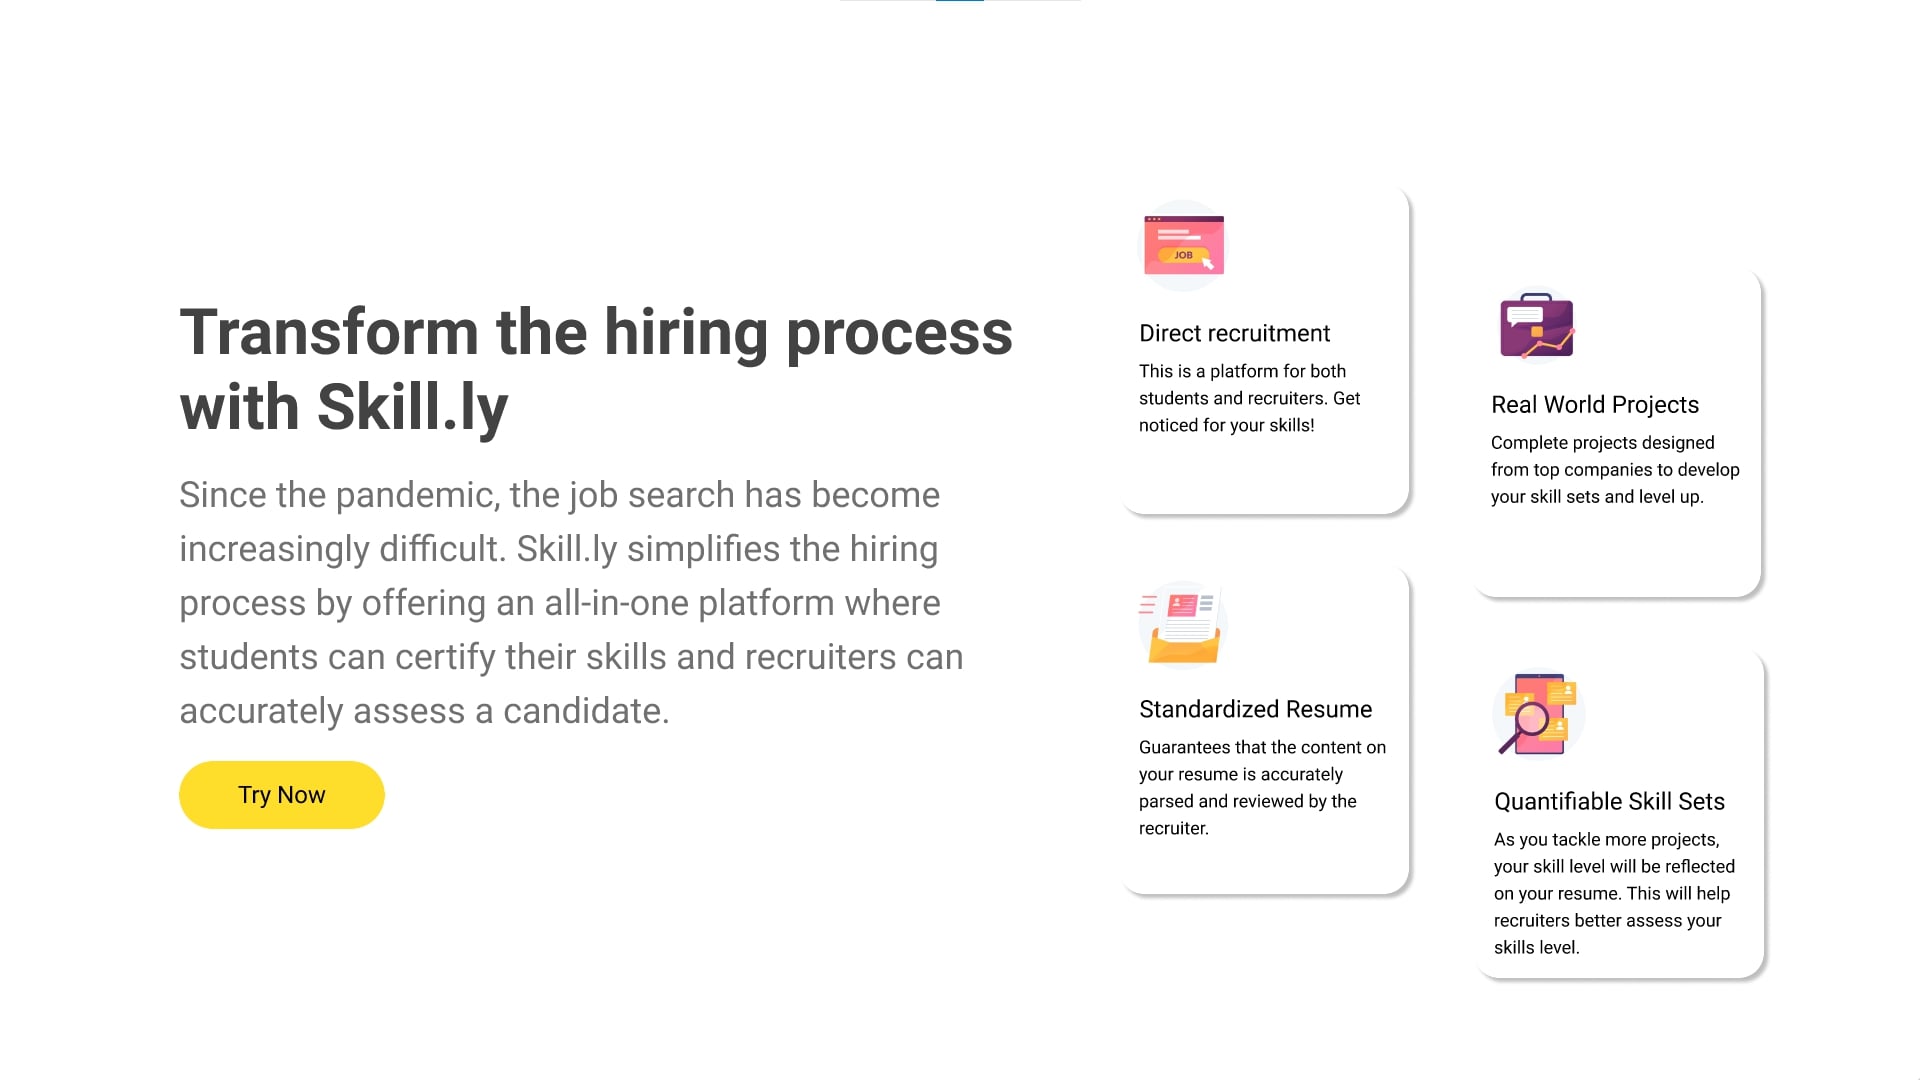 Transform the hiring process
with Skill.ly
Since the pandemic, the job search has become
increasingly difficult. Skill.ly simplifies the hiring
process by offering an all-in-one platform where
students can certify their skills and recruiters can
accurately assess a candidate.
Try Now
JOB
Direct recruitment
This is a platform for both
students and recruiters. Get
noticed for your skills!
Real World Projects
Complete projects designed
from top companies to develop
your skill sets and level up.
Standardized Resume
Guarantees that the content on
your resume is accurately
parsed and reviewed by the
recruiter.
Quantifiable Skill Sets
As you tackle more projects,
your skill level will be reflected
on your resume. This will help
recruiters better assess your
skills level.